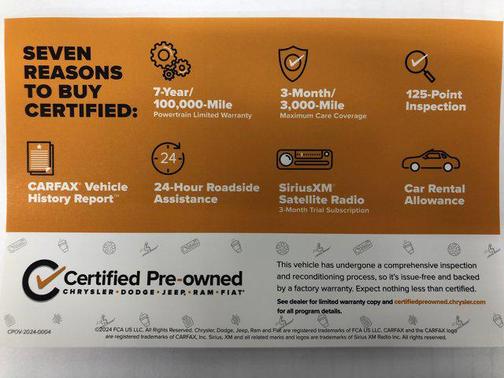 SEVEN
REASONS
TO BUY
CERTIFIED:
7-Year/
100,000-Mile
Powertrain Limited Warranty
3-Month/
3,000-Mile
Maximum Care Coverage
125-Point
Inspection
CARFAX® Vehicle
History Report™
24
24-Hour Roadside
Assistance
SiriusXM®
Satellite Radio
3-Month Trial Subscription
Car Rental
Allowance
Certified Pre-owned
CHRYSLER • DODGE • JEEP® • RAM • FIAT®
This vehicle has undergone a comprehensive inspection
and reconditioning process, so it's issue-free and backed
by a factory warranty. Expect nothing less than certified.
See dealer for limited warranty copy and certifiedpreowned.chrysler.com
for all program details.
CPOV-2024-0004
©2024 FCA US LLC. All Rights Reserved. Chrysler, Dodge, Jeep, Ram and Fiat are registered trademarks of FCA US LLC. CARFAX and the CARFAX logo
are registered trademarks of CARFAX, Inc. Sirius, XM and all related marks and logos are trademarks of Sirius XM Radio Inc. All rights reserved.